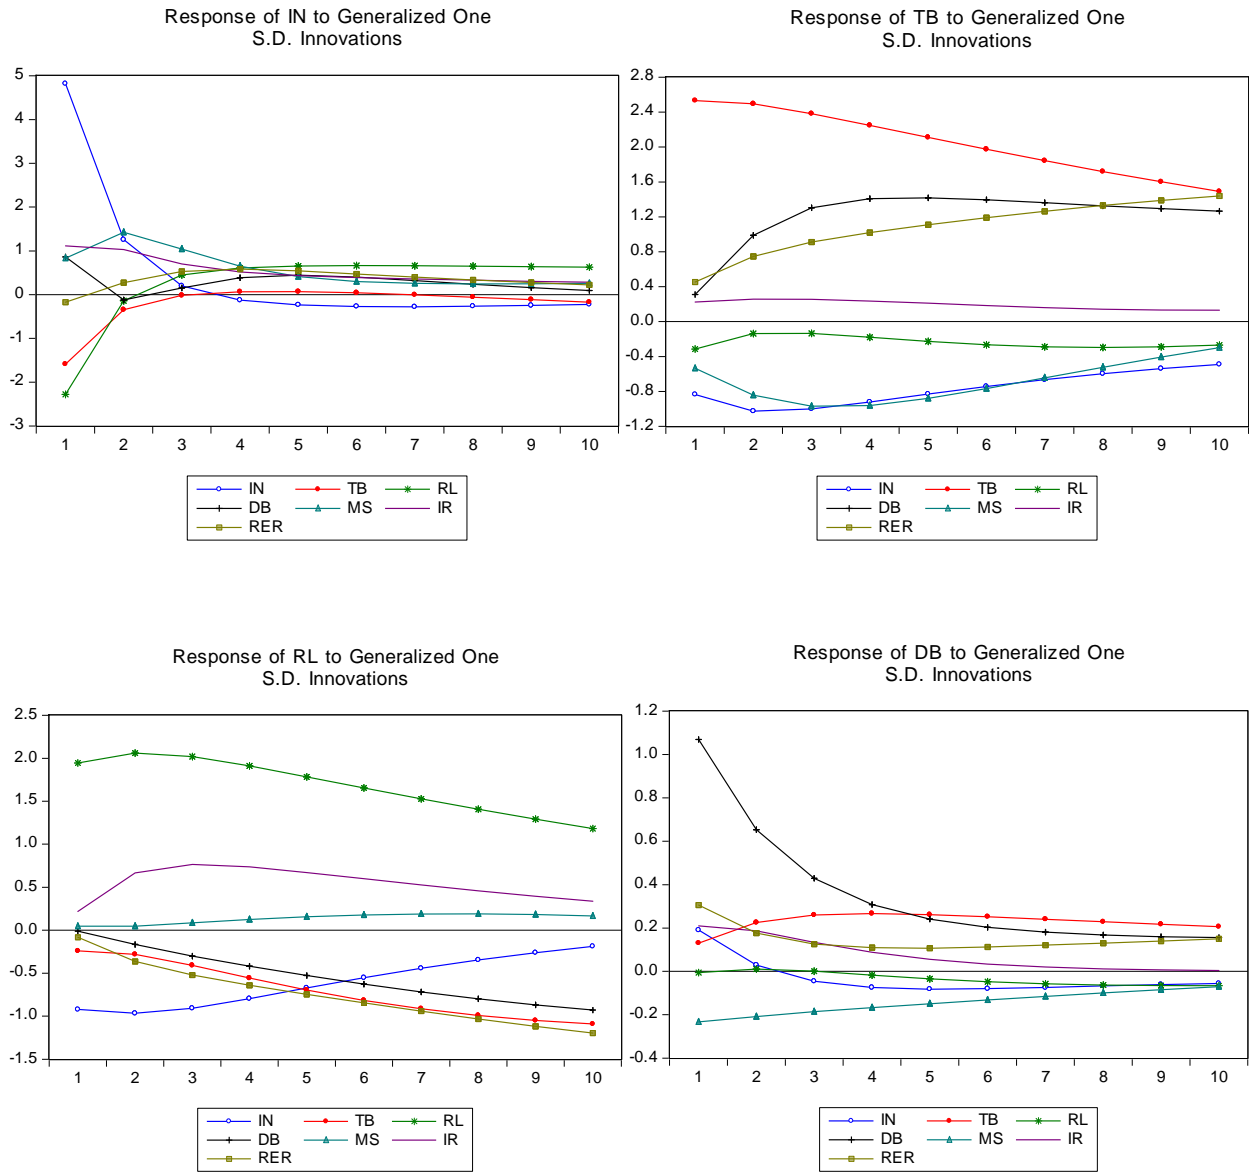 Response of IN to Generalized One
S.D. Innovations
5
4
3
2
1
0
-1
-2
-3
1 2 3 4 5 6 7 8 9 10
IN TB RL
DB MS IR
RER
Response of TB to Generalized One
S.D. Innovations
2.8
2.4
2.0
1.6
1.2
0.8
0.4
0.0
-0.4
-0.8
-1.2
1 2 3 4 5 6 7 8 9 10
IN TB RL
DB MS IR
RER
Response of RL to Generalized One
S.D. Innovations
2.5
2.0
1.5
1.0
0.5
0.0
-0.5
-1.0
-1.5
1 2 3 4 5 6 7 8 9 10
IN TB RL
DB MS IR
RER
Response of DB to Generalized One
S.D. Innovations
1.2
1.0
0.8
0.6
0.4
0.2
0.0
-0.2
-0.4
1 2 3 4 5 6 7 8 9 10
IN TB RL
DB MS IR
RER